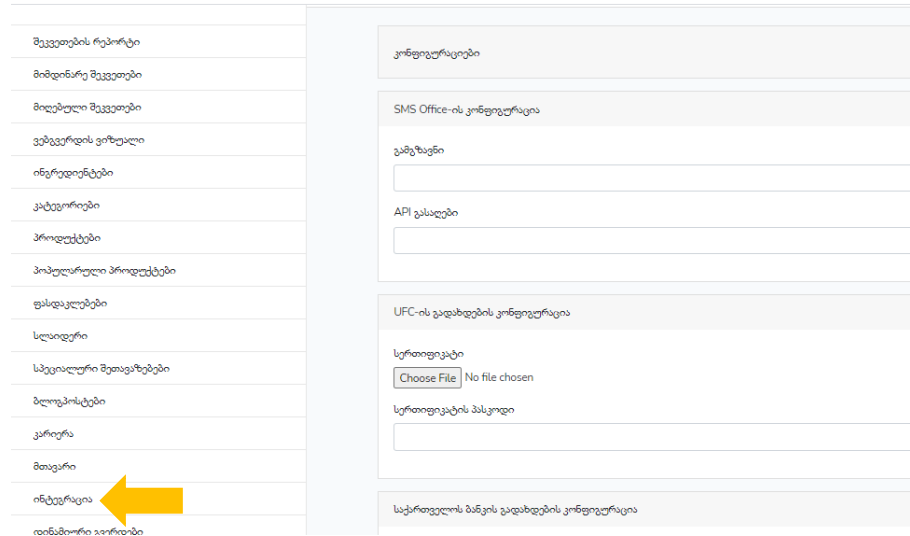 შეკვეთების რეპორტი
მიმდინარე შეკვეთები
მიღებული შეკვეთები
ვებგვერდის ვიზუალი
ინგრედიენტები
კატეგორიები
პროდუქტები
პოპულარული პროდუქტები
ფასდაკლებები
სლაიდერი
სპეციალური შეთავაზებები
ბლოგპოსტები
კარიერა
მთავარი
ინტეგრაცია
დინამიური გვერდები
კონფიგურაციები
SMS Office-ის კონფიგურაცია
გამგზავნი
API გასაღები
UFC-ის გადახდების კონფიგურაცია
სერთიფიკატი
Choose File No file chosen
სერთიფიკატის პასკოდი
საქართველოს ბანკის გადახდების კონფიგურაცია